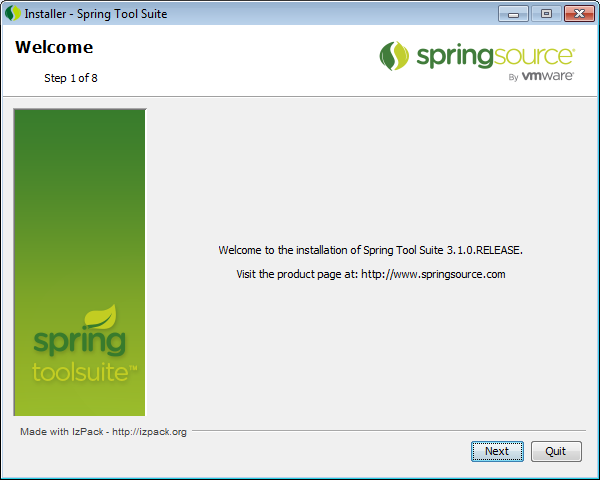 Installer - Spring Tool Suite
Welcome
Step 1 of 8
springsource
By vmware
Welcome to the installation of Spring Tool Suite 3.1.0.RELEASE.
Visit the product page at: http://www.springsource.com
spring
toolsuite™
Made with IzPack - http://izpack.org
Next
Quit